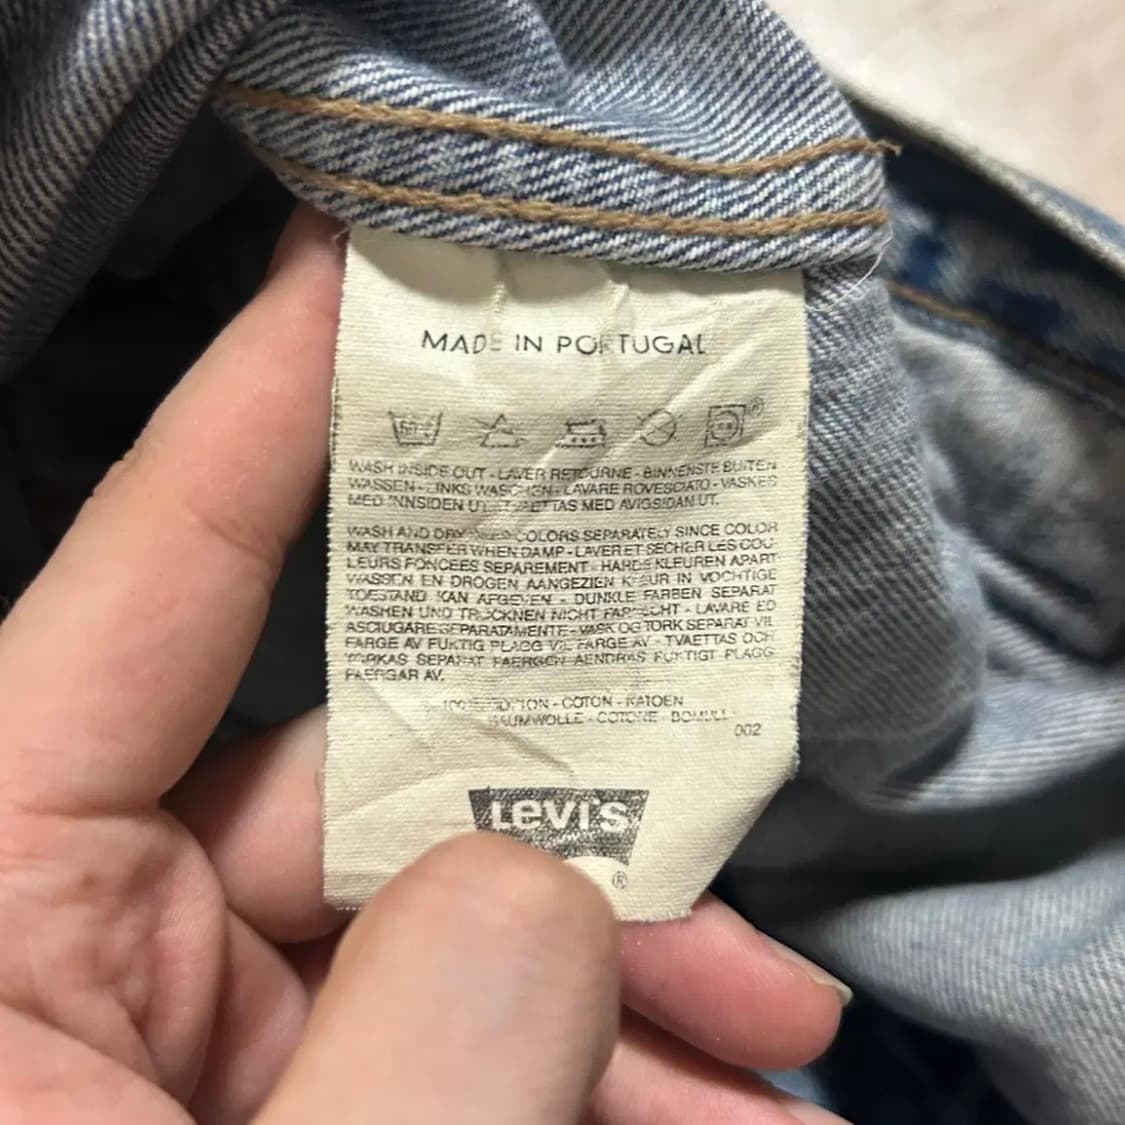 MADE IN PORTUGAL
60°C
®
WASH INSIDE OUT - LAVER RETOURNE - BINNENSTE BUITEN
WASSEN - LINKS WASCHEN - LAVARE ROVESCIATO - VASKES
MED INNSIDEN UT - TVAETTAS MED AVIGSIDAN UT.
WASH AND DRY COLORS SEPARATELY SINCE COLOR
MAY TRANSFER WHEN DAMP - LAVER ET SECHER LES COU
LEURS FONCEES SEPAREMENT - HARDE KLEUREN APART
WASSEN EN DROGEN AANGEZIEN KLEUR IN VOCHTIGE
TOESTAND KAN AFGEVEN - DUNKLE FARBEN SEPARAT
WASHEN UND TROCKNEN NICHT FARBECHT - LAVARE ED
ASCIUGARE SEPARATAMENTE - VASK OG TORK SEPARAT VIL
FARGE AV FUKTIG PLAGG VIL FARGE AV - TVAETTAS OCH
TORKAS SEPARAT FAERGEN AENDRAS FUKTIGT PLAGG
FAERGAR AV.
100% COTTON - COTON - KATOEN
BAUMWOLLE - COTONE - BOMULL
002
Levi's
®